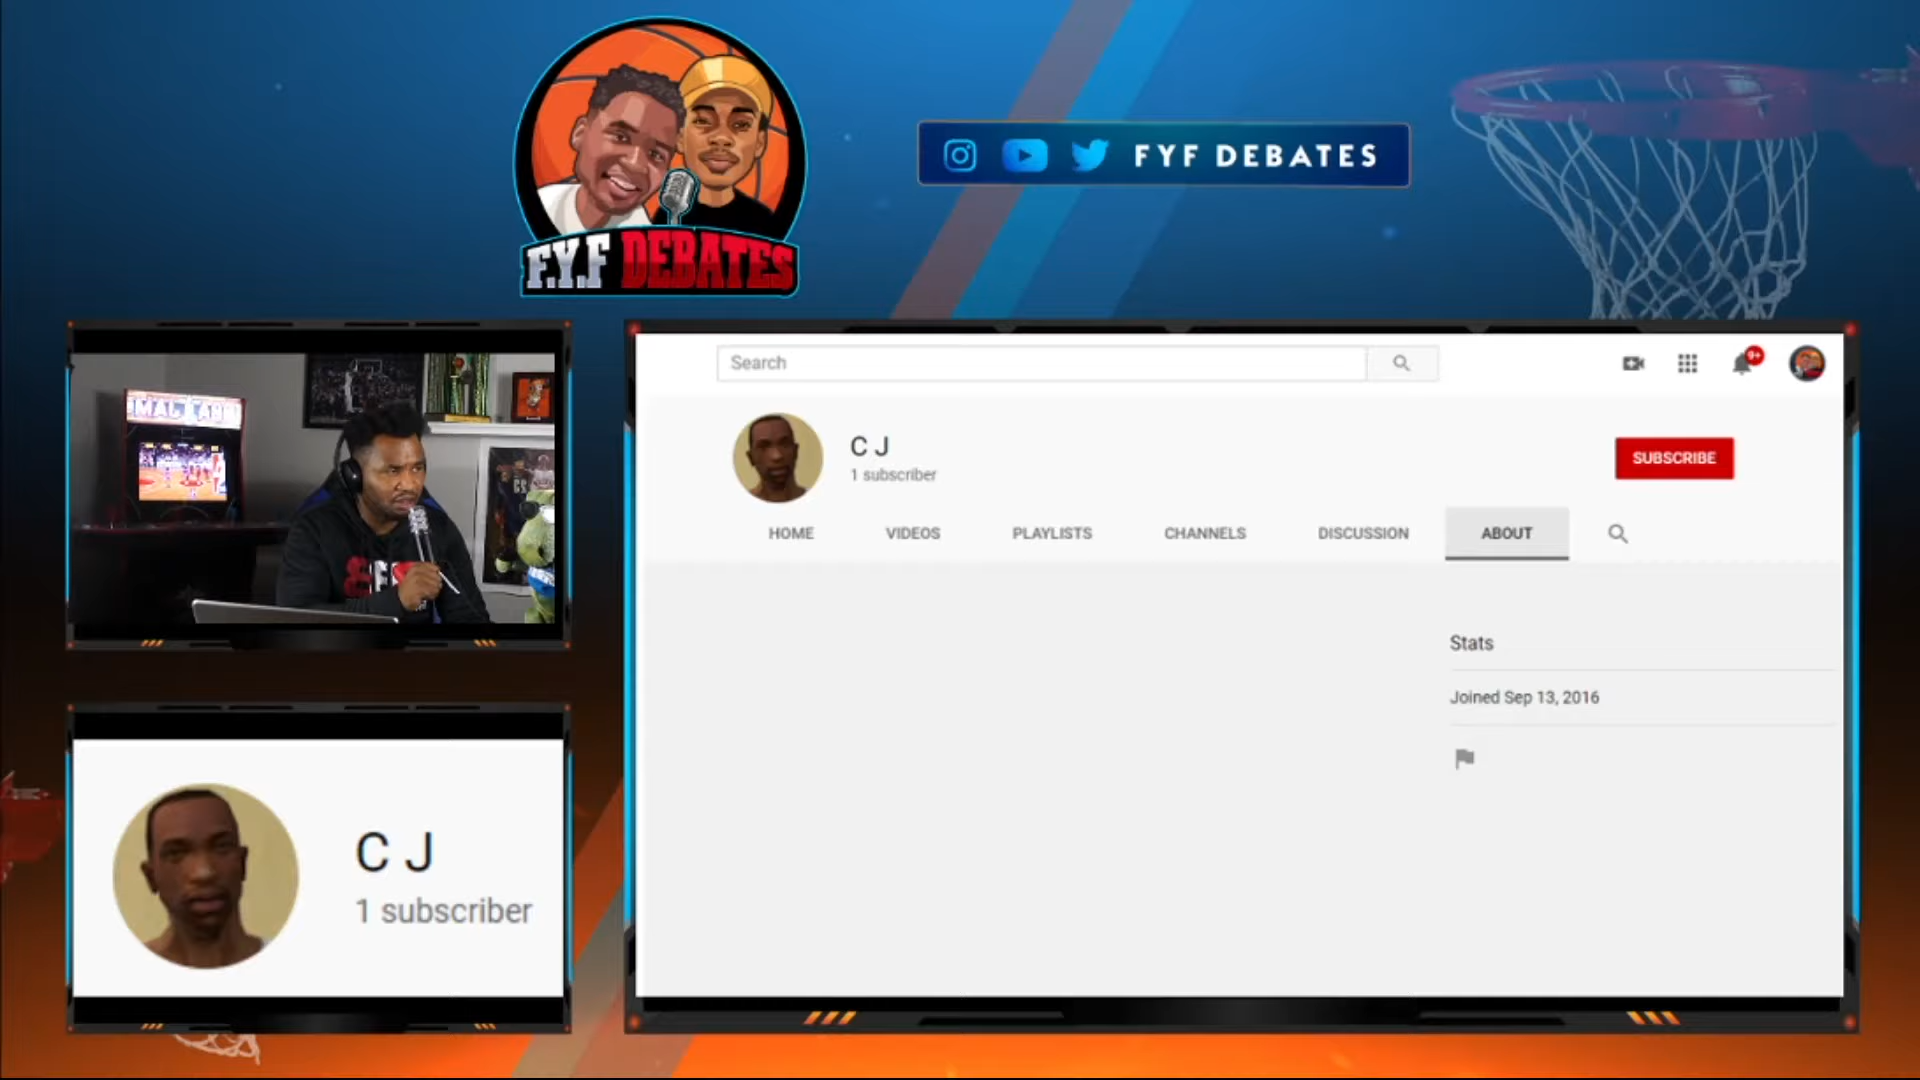 F.Y.F DEBATES
FYF DEBATES
Search
9+
C J
1 subscriber
SUBSCRIBE
HOME
VIDEOS
PLAYLISTS
CHANNELS
DISCUSSION
ABOUT
Stats
Joined Sep 13, 2016
C J
1 subscriber